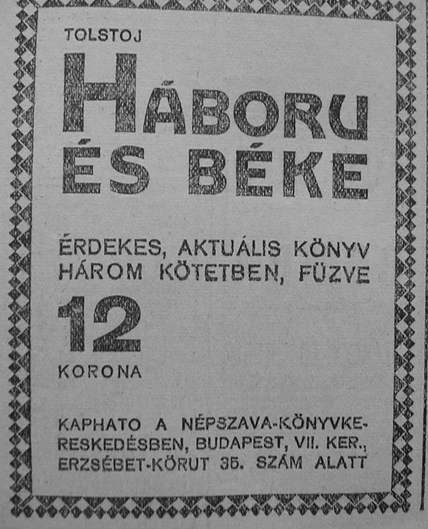 TOLSTOJ
HÁBORU
ÉS BÉKE
ÉRDEKES, AKTUÁLIS KÖNYV
HÁROM KÖTETBEN, FÜZVE
12
KORONA
KAPHATO A NÉPSZAVA-KÖNYVKE-
RESKEDÉSBEN, BUDAPEST, VII. KER.,
ERZSÉBET-KÖRUT 35. SZÁM ALATT